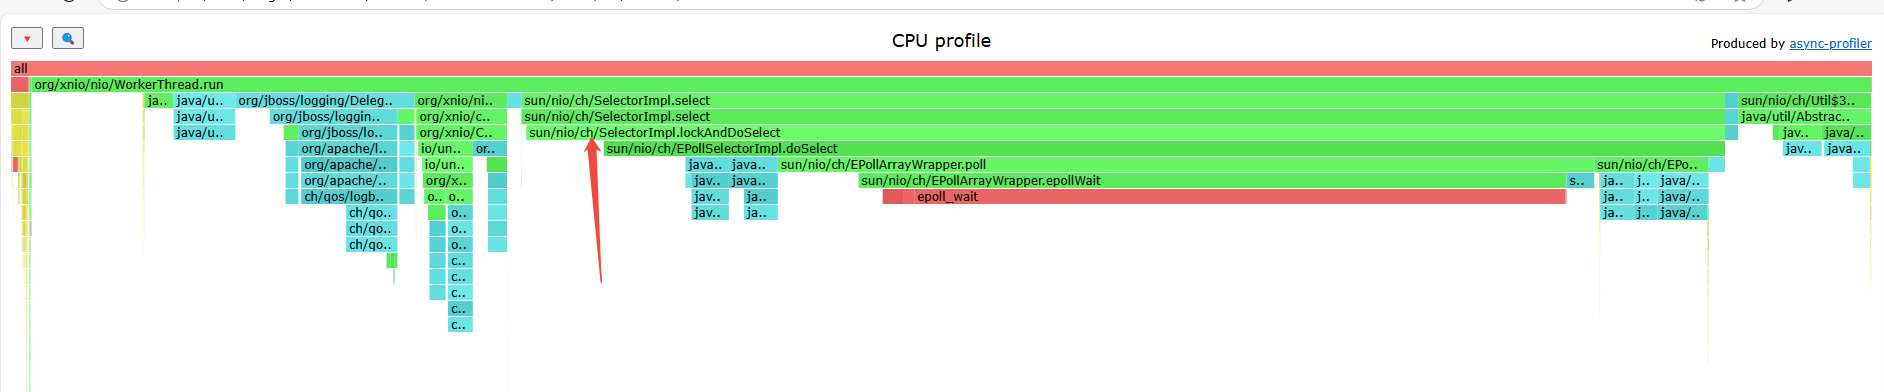 CPU profile
Produced by async-profiler
all
org/xnio/nio/WorkerThread.run
ja.. java/u.. org/jboss/logging/Deleg.. org/xnio/ni.. sun/nio/ch/SelectorImpl.select sun/nio/ch/Util$3..
java/u.. org/jboss/loggin.. org/xnio/c.. sun/nio/ch/SelectorImpl.select java/util/Abstrac..
java/u.. org/jboss/lo.. org/xnio/C.. sun/nio/ch/SelectorImpl.lockAndDoSelect jav.. java/..
org/apache/l.. io/un.. or.. sun/nio/ch/EPollSelectorImpl.doSelect jav.. java..
org/apache/.. io/un.. java.. java.. sun/nio/ch/EPollArrayWrapper.poll sun/nio/ch/EPo..
org/apache/.. org/x.. jav.. java.. sun/nio/ch/EPollArrayWrapper.epollWait s.. ja.. j.. java/..
ch/qos/logb.. o.. o.. jav.. ja.. epoll_wait ja.. j.. java/..
ch/qo.. o.. jav.. ja.. ja.. j.. java/..
ch/qo.. o..
ch/qo.. o..
c..
c..
c..
c..
c..